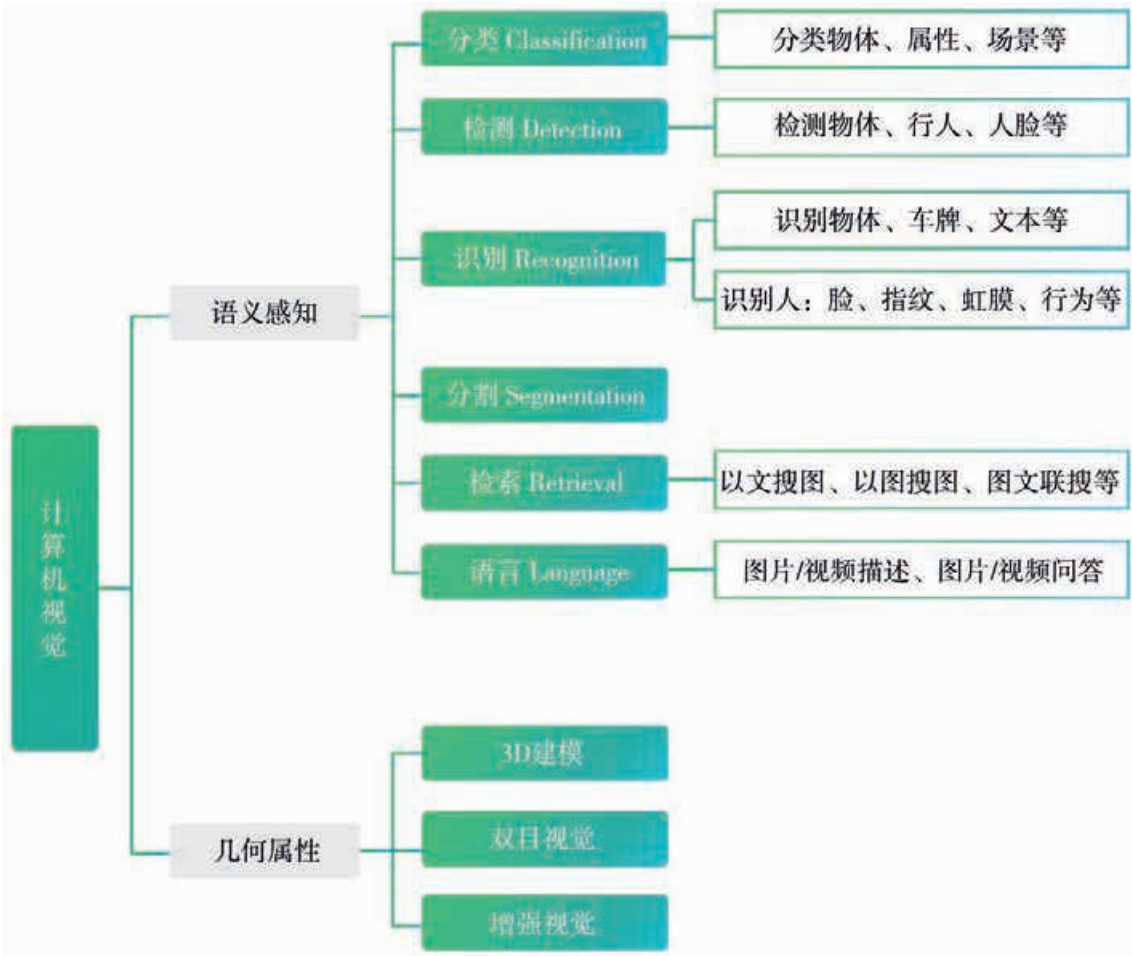 计算机视觉
语义感知
分类 Classification
分类物体、属性、场景等
检测 Detection
检测物体、行人、人脸等
识别 Recognition
识别物体、车牌、文本等
识别人：脸、指纹、虹膜、行为等
分割 Segmentation
检索 Retrieval
以文搜图、以图搜图、图文联搜等
语言 Language
图片/视频描述、图片/视频问答
几何属性
3D建模
双目视觉
增强视觉